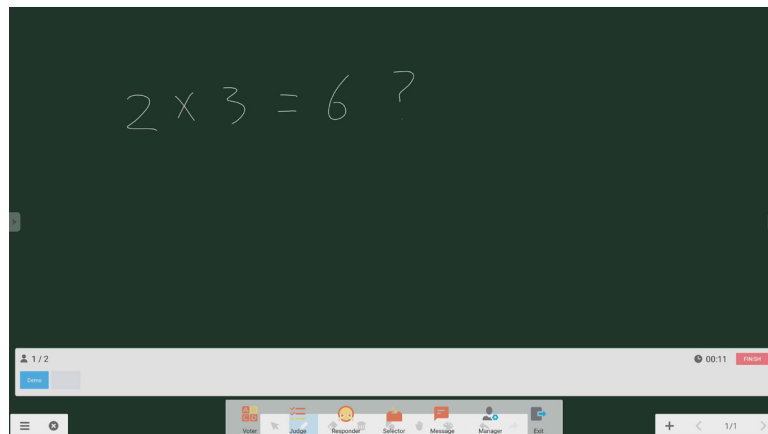 2 × 3 = 6 ?
1 / 2
00:11 FINISH
Demo
Voter Judge Responder Selector Message Manager Exit
1/1